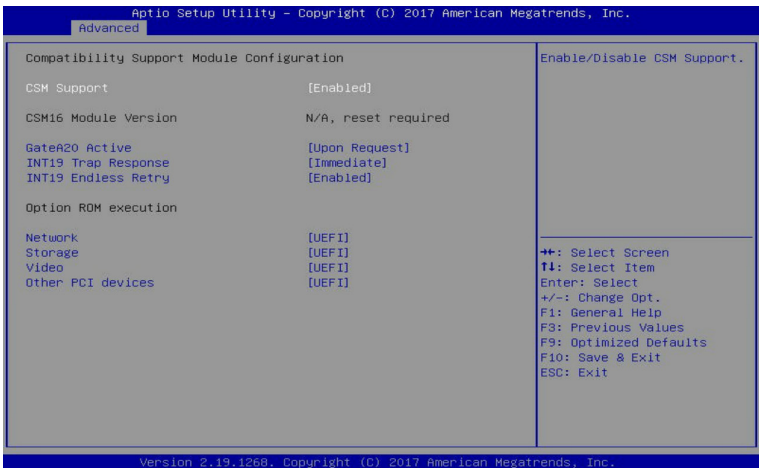 Aptio Setup Utility – Copyright (C) 2017 American Megatrends, Inc.
Advanced
Compatibility Support Module Configuration
CSM Support [Enabled]
CSM16 Module Version N/A, reset required
GateA20 Active [Upon Request]
INT19 Trap Response [Immediate]
INT19 Endless Retry [Enabled]
Option ROM execution
Network [UEFI]
Storage [UEFI]
Video [UEFI]
Other PCI devices [UEFI]
Enable/Disable CSM Support.
→←: Select Screen
↑↓: Select Item
Enter: Select
+/-: Change Opt.
F1: General Help
F3: Previous Values
F9: Optimized Defaults
F10: Save & Exit
ESC: Exit
Version 2.19.1268. Copyright (C) 2017 American Megatrends, Inc.